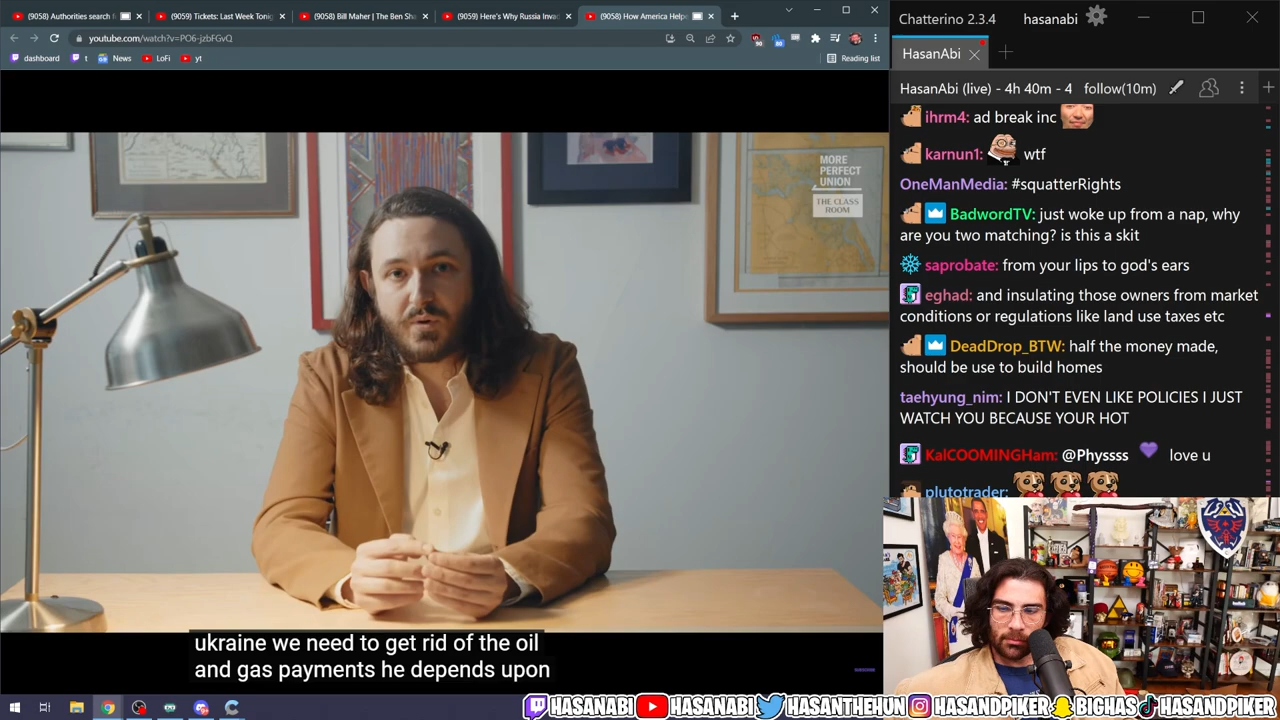 (9058) Authorities search f
(9059) Tickets: Last Week Tonig
(9058) Bill Maher | The Ben Sha
(9059) Here's Why Russia Inva
(9058) How America Helpe
youtube.com/watch?v=PO6-jzbFGvQ
dashboard
t
News
LoFi
yt
Reading list
MORE
PERFECT
UNION
THE CLASS
ROOM
ukraine we need to get rid of the oil
and gas payments he depends upon
Chatterino 2.3.4
hasanabi
HasanAbi
HasanAbi (live) - 4h 40m - 4
follow(10m)
ihrm4: ad break inc
karnun1: wtf
OneManMedia: #squatterRights
BadwordTV: just woke up from a nap, why
are you two matching? is this a skit
saprobate: from your lips to god's ears
eghad: and insulating those owners from market
conditions or regulations like land use taxes etc
DeadDrop_BTW: half the money made,
should be use to build homes
taehyung_nim: I DON'T EVEN LIKE POLICIES I JUST
WATCH YOU BECAUSE YOUR HOT
KalCOOMINGHam: @Physsss love u
plutotrader:
HASANABI HASANABI HASANTHEHUN HASANDPIKER BIGHAS HASANDPIKER